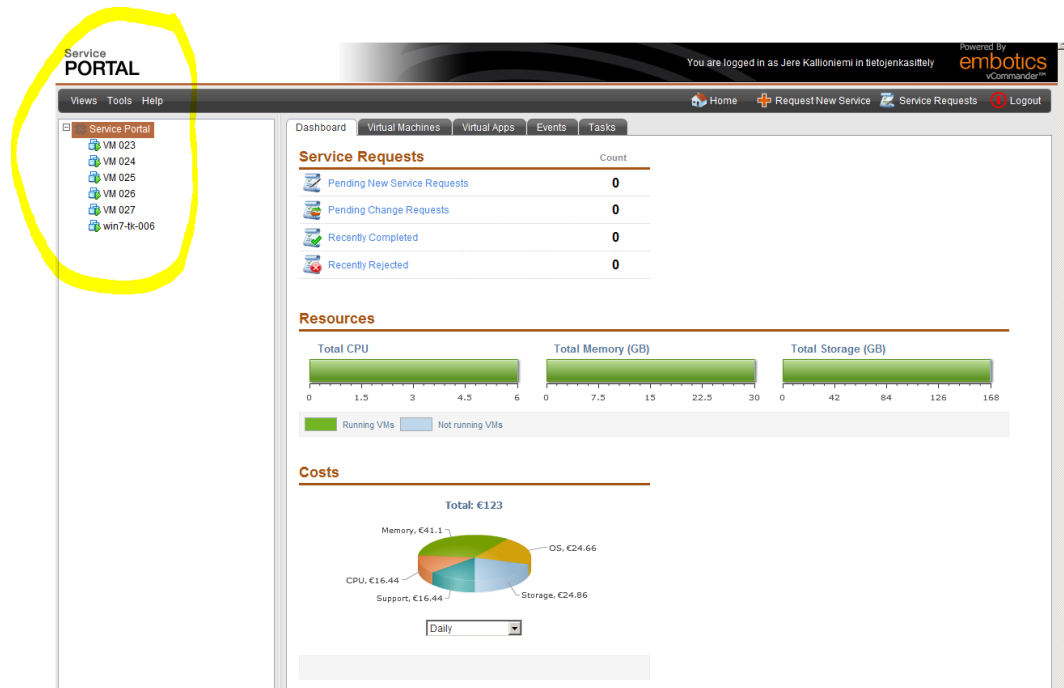 Service
PORTAL
You are logged in as Jere Kallioniemi in tietojenkasittely
Powered By
embotics
vCommander™
Views Tools Help
Home Request New Service Service Requests Logout
Service Portal
VM 023
VM 024
VM 025
VM 026
VM 027
win7-tk-006
Dashboard Virtual Machines Virtual Apps Events Tasks
Service Requests Count
Pending New Service Requests 0
Pending Change Requests 0
Recently Completed 0
Recently Rejected 0
Resources
Total CPU Total Memory (GB) Total Storage (GB)
0 1.5 3 4.5 6 0 7.5 15 22.5 30 0 42 84 126 168
Running VMs Not running VMs
Costs
Total: €123
Memory, €41.1
OS, €24.66
CPU, €16.44
Support, €16.44
Storage, €24.86
Daily